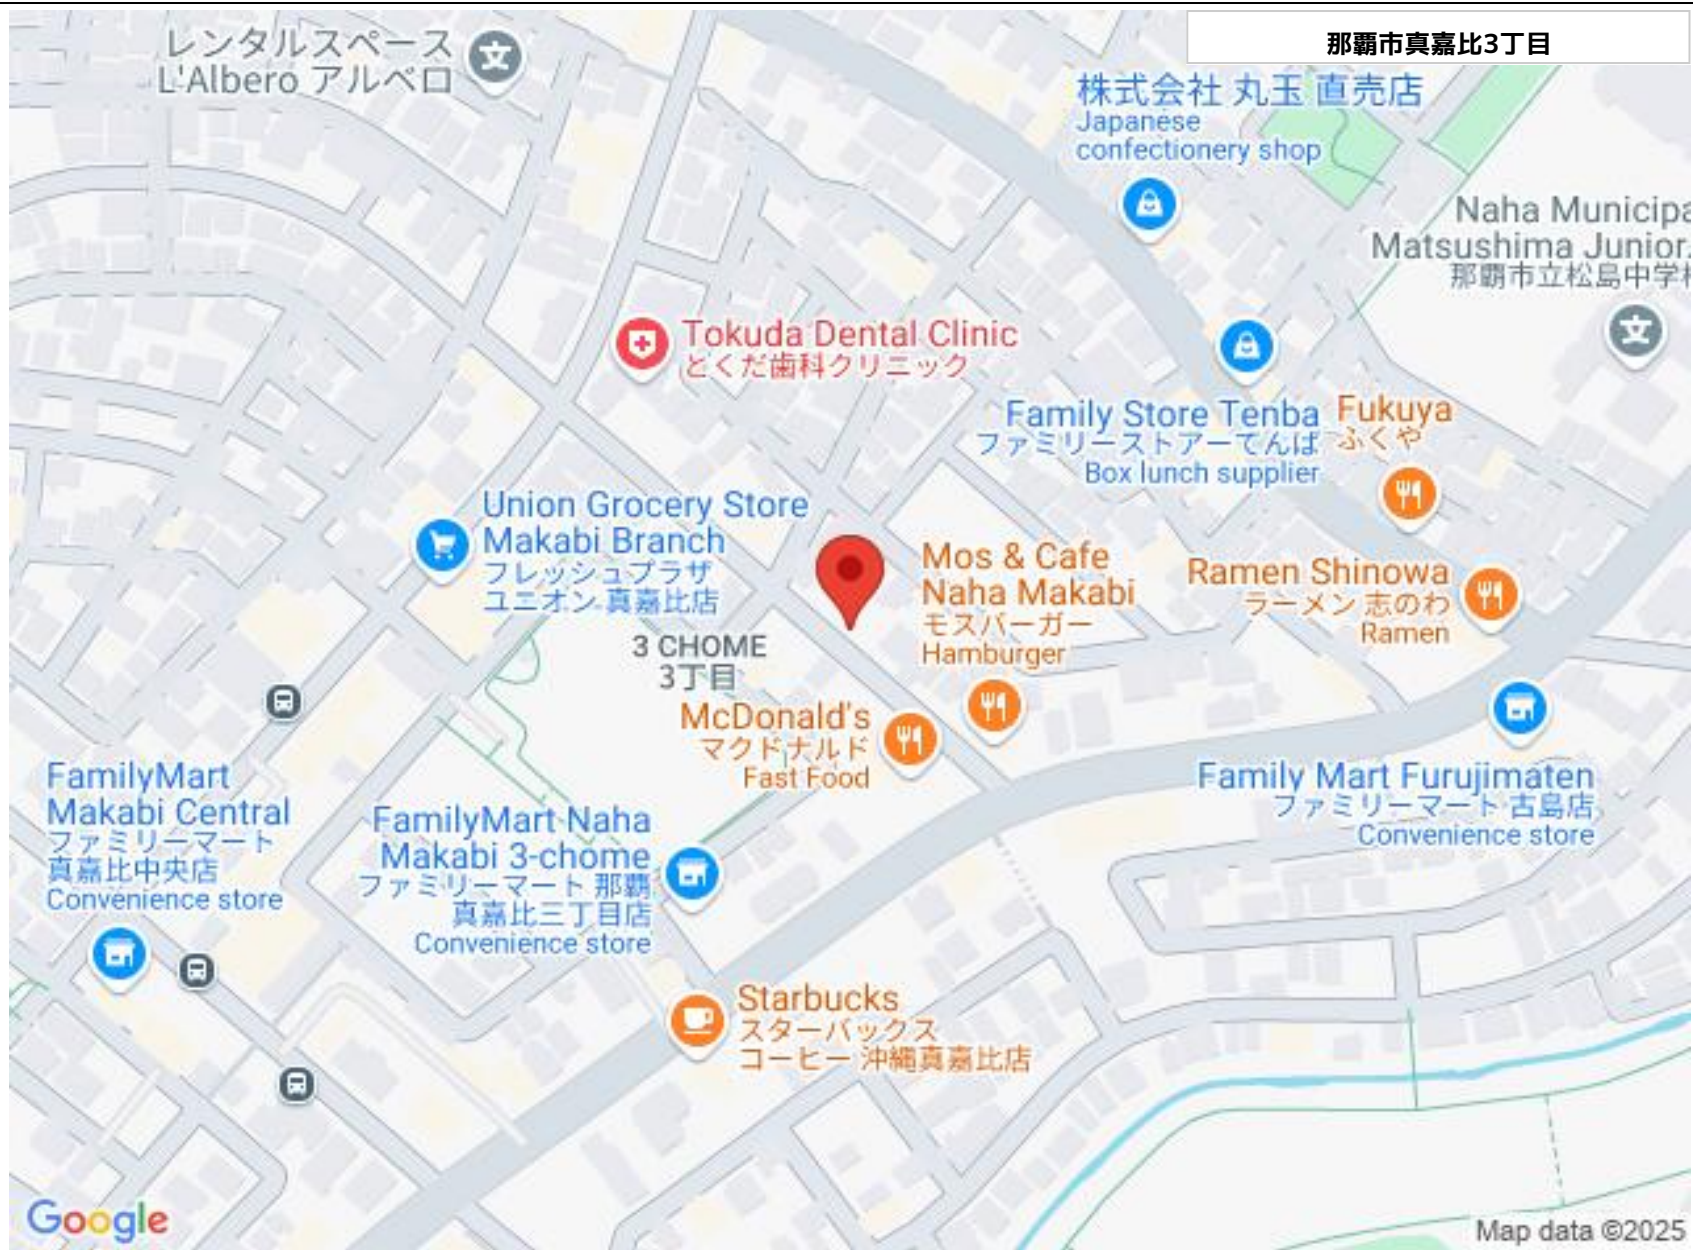 那覇市真嘉比3丁目
レンタルスペース
L'Albero アルベロ
株式会社 丸玉 直売店
Japanese
confectionery shop
Naha Municipa
Matsushima Junior
那覇市立松島中学校
Tokuda Dental Clinic
とくだ歯科クリニック
Family Store Tenba
ファミリーストアーてんば
Box lunch supplier
Fukuya
ふくや
Union Grocery Store
Makabi Branch
フレッシュプラザ
ユニオン 真嘉比店
Mos & Cafe
Naha Makabi
モスバーガー
Hamburger
Ramen Shinowa
ラーメン 志のわ
Ramen
3 CHOME
3丁目
McDonald's
マクドナルド
Fast Food
FamilyMart
Makabi Central
ファミリーマート
真嘉比中央店
Convenience store
FamilyMart Naha
Makabi 3-chome
ファミリーマート 那覇
真嘉比三丁目店
Convenience store
Family Mart Furujimaten
ファミリーマート 古島店
Convenience store
Starbucks
スターバックス
コーヒー 沖縄真嘉比店
Google
Map data ©2025